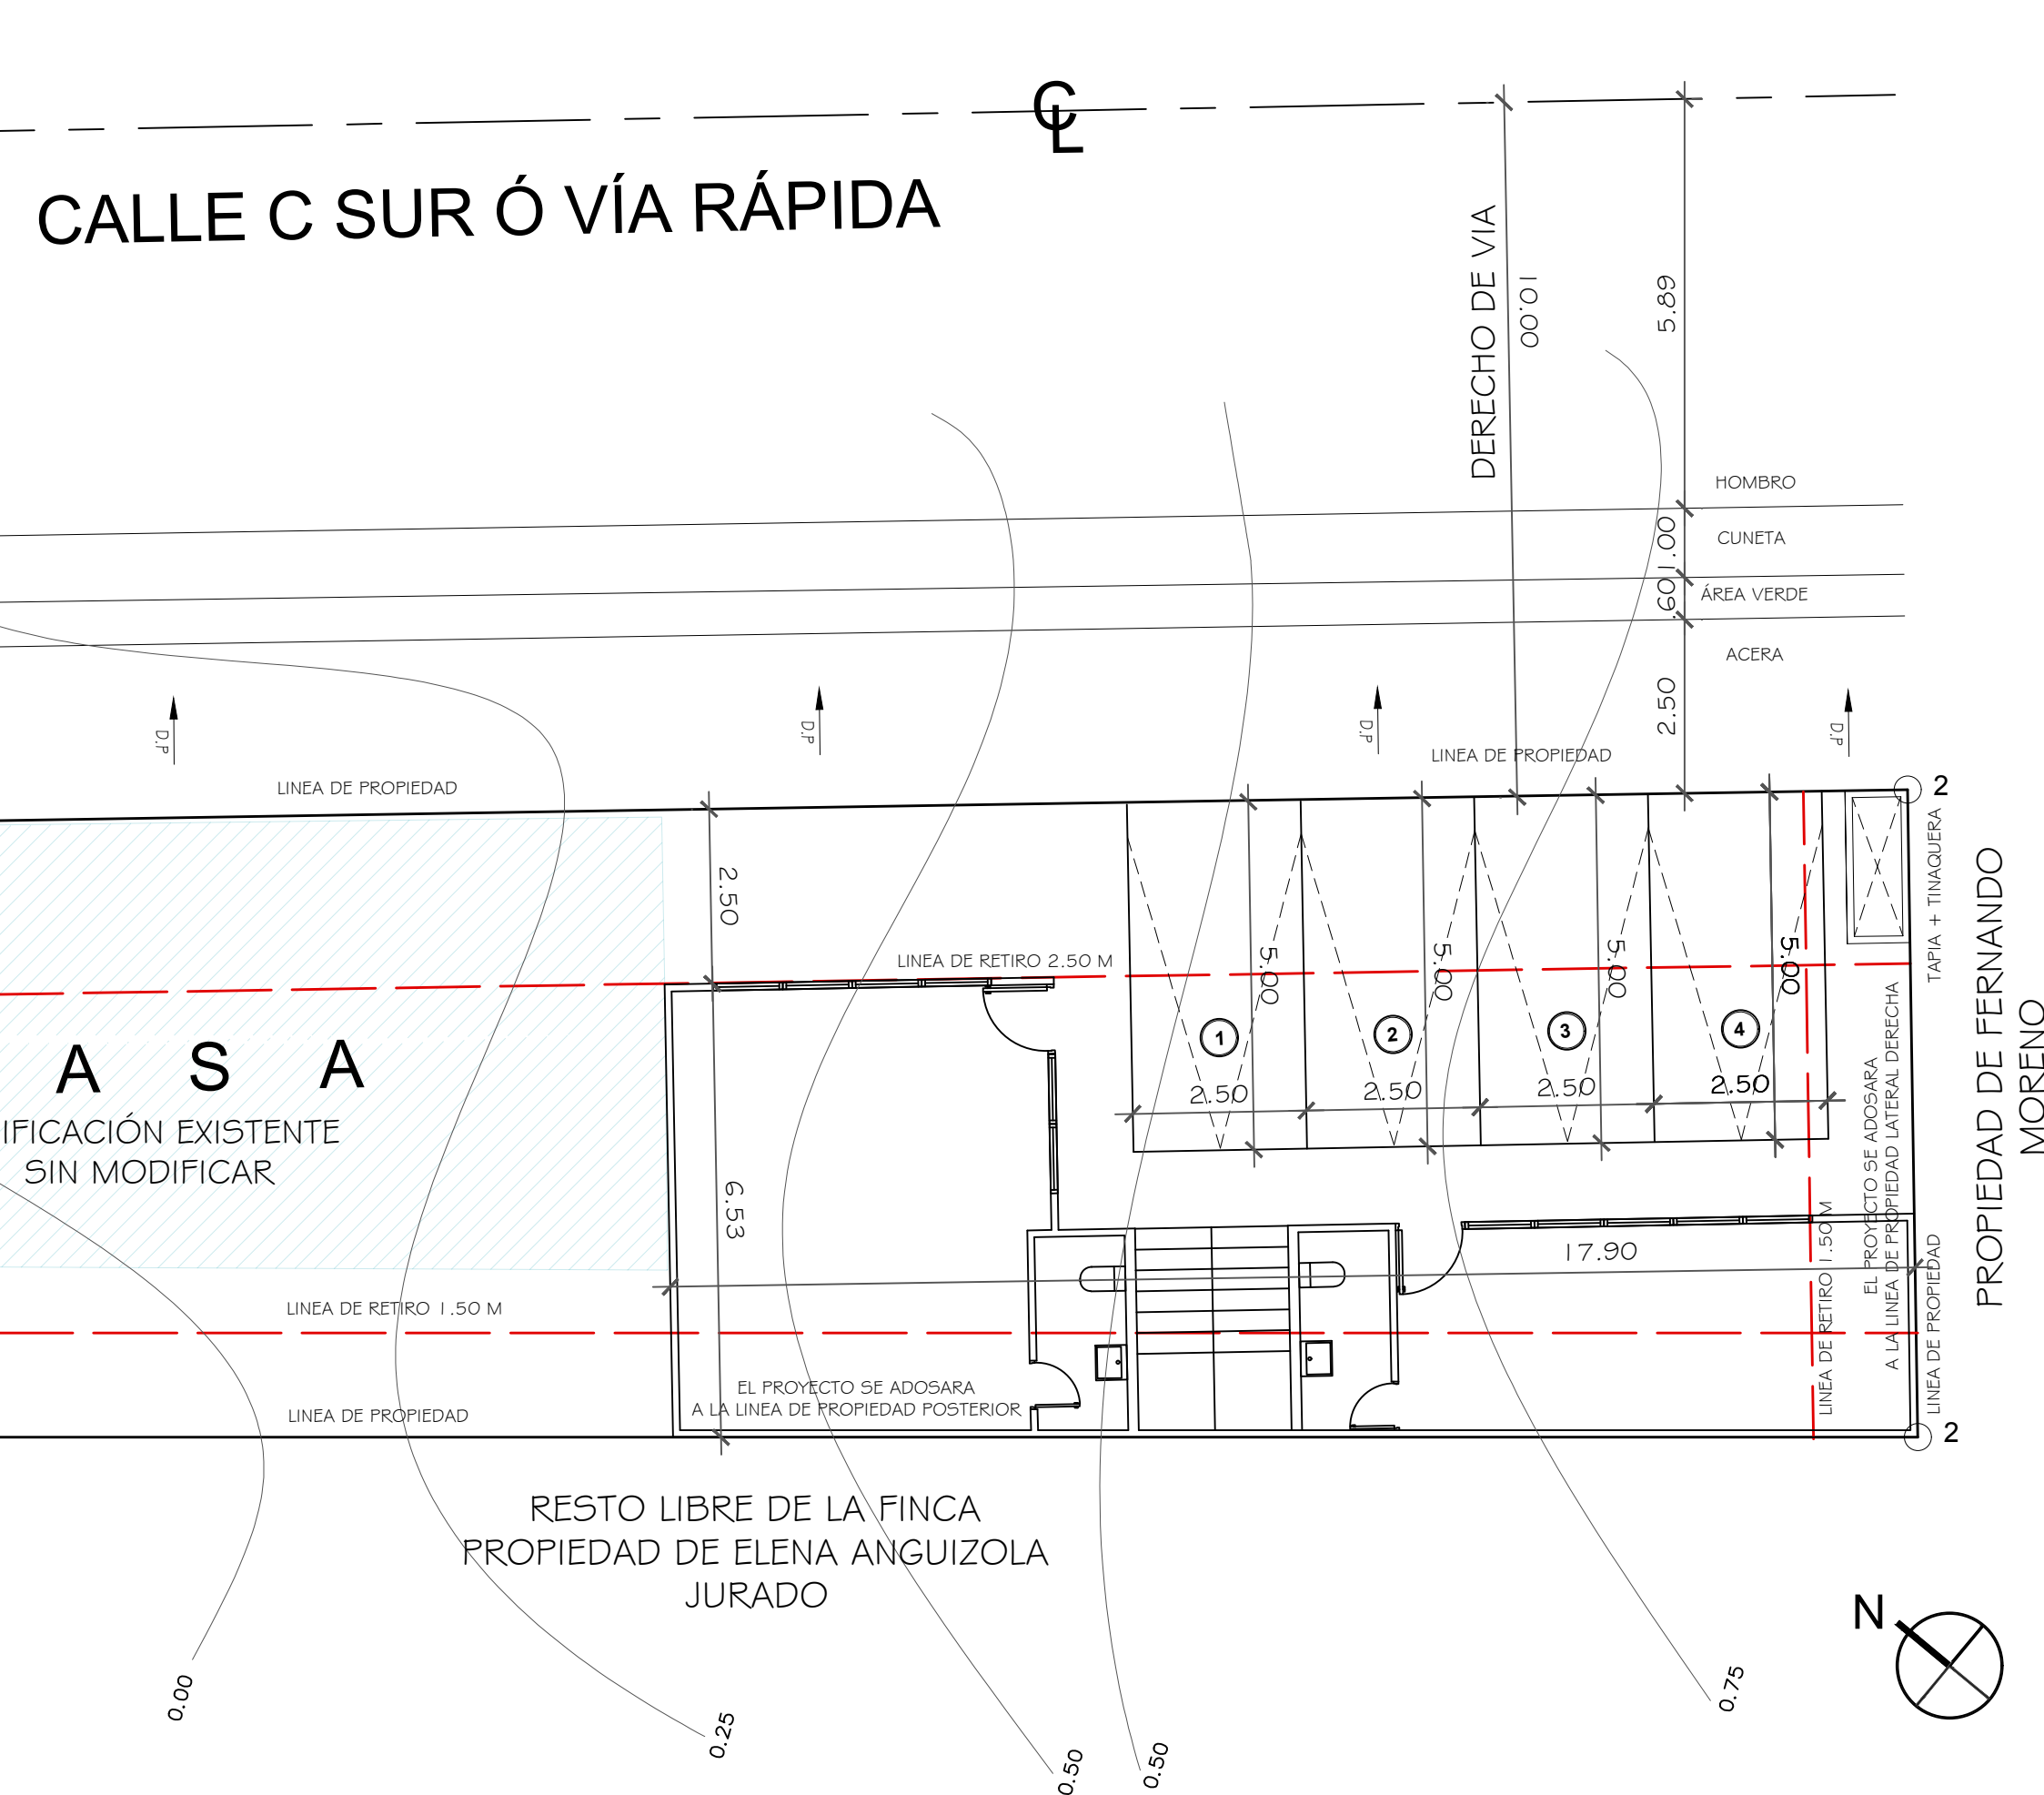 ℄
CALLE C SUR Ó VÍA RÁPIDA
DERECHO DE VIA
10.00
5.89
HOMBRO
1.00
CUNETA
.60
ÁREA VERDE
ACERA
2.50
D.P
D.P
D.P
D.P
LINEA DE PROPIEDAD
LINEA DE PROPIEDAD
2
TAPIA + TINAQUERA
PROPIEDAD DE FERNANDO
MORENO
2.50
LINEA DE RETIRO 2.50 M
5.00
5.00
5.00
5.00
1
2
3
4
2.50
2.50
2.50
2.50
A S A
IFICACIÓN EXISTENTE
SIN MODIFICAR
6.53
17.90
EL PROYECTO SE ADOSARA
A LA LINEA DE PROPIEDAD LATERAL DERECHA
LINEA DE RETIRO 1.50 M
LINEA DE PROPIEDAD
LINEA DE RETIRO 1.50 M
EL PROYECTO SE ADOSARA
A LA LINEA DE PROPIEDAD POSTERIOR
LINEA DE PROPIEDAD
2
RESTO LIBRE DE LA FINCA
PROPIEDAD DE ELENA ANGUIZOLA
JURADO
N
0.00
0.25
0.50
0.50
0.75